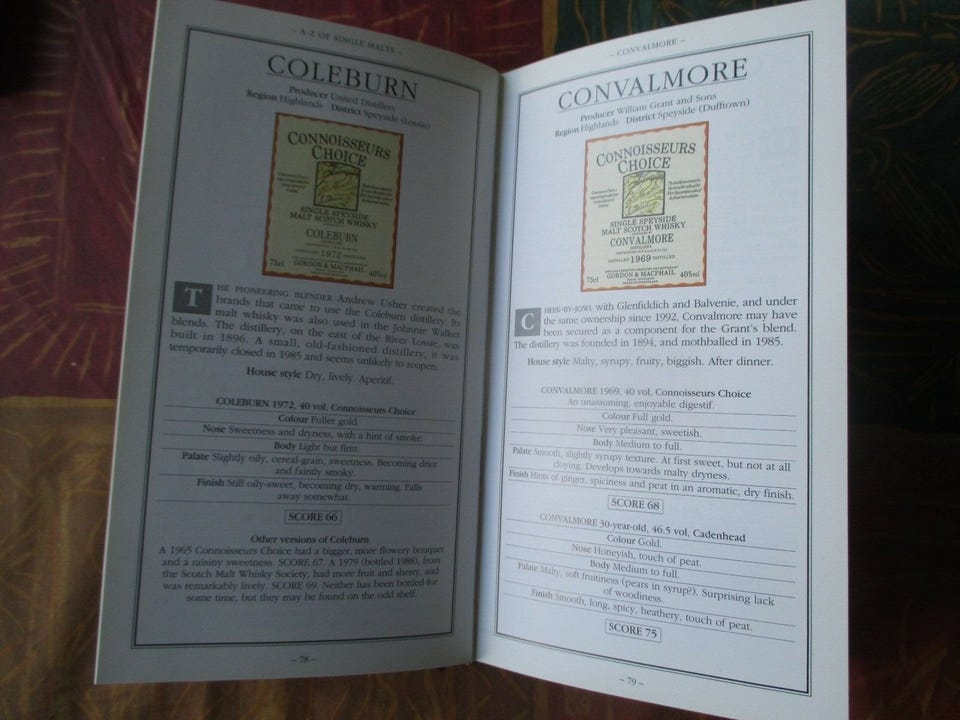 – A-Z OF SINGLE MALTS –
COLEBURN
Producer United Distillery
Region Highlands District Speyside (Lossie)
CONNOISSEURS
CHOICE
SINGLE SPEYSIDE
MALT SCOTCH WHISKY
COLEBURN
DISTILLED 1972 DISTILLED
GORDON & MACPHAIL
75cl 40%vol
THE PIONEERING BLENDER Andrew Usher created the
brands that came to use the Coleburn distillery. Its
malt whisky was also used in the Johnnie Walker
blends. The distillery, on the east of the River Lossie, was
built in 1896. A small, old-fashioned distillery, it was
temporarily closed in 1985 and seems unlikely to reopen.
House style Dry, lively. Aperitif.
COLEBURN 1972, 40 vol, Connoisseurs Choice
Colour Fuller gold.
Nose Sweetness and dryness, with a hint of smoke.
Body Light but firm.
Palate Slightly oily, cereal-grain, sweetness. Becoming drier
and faintly smoky.
Finish Still oily-sweet, becoming dry, warming. Falls
away somewhat.
SCORE 66
Other versions of Coleburn
A 1965 Connoisseurs Choice had a bigger, more flowery bouquet
and a raisiny sweetness. SCORE 67. A 1979 (bottled 1988), from
the Scotch Malt Whisky Society, had more fruit and sherry, and
was remarkably lively. SCORE 69. Neither has been bottled for
some time, but they may be found on the odd shelf.
– 78 –
– CONVALMORE –
CONVALMORE
Producer William Grant and Sons
Region Highlands District Speyside (Dufftown)
CONNOISSEURS
CHOICE
SINGLE SPEYSIDE
MALT SCOTCH WHISKY
CONVALMORE
DISTILLED 1969 DISTILLED
GORDON & MACPHAIL
75cl 40%vol
CHEEK-BY-JOWL with Glenfiddich and Balvenie, and under
the same ownership since 1992, Convalmore may have
been secured as a component for the Grant's blend.
The distillery was founded in 1894, and mothballed in 1985.
House style Malty, syrupy, fruity, biggish. After dinner.
CONVALMORE 1969, 40 vol, Connoisseurs Choice
An unassuming, enjoyable digestif.
Colour Full gold.
Nose Very pleasant, sweetish.
Body Medium to full.
Palate Smooth, slightly syrupy texture. At first sweet, but not at all
cloying. Develops towards malty dryness.
Finish Hints of ginger, spiciness and peat in an aromatic, dry finish.
SCORE 68
CONVALMORE 30-year-old, 46.5 vol, Cadenhead
Colour Gold.
Nose Honeyish, touch of peat.
Body Medium to full.
Palate Malty, soft fruitiness (pears in syrup?). Surprising lack
of woodiness.
Finish Smooth, long, spicy, heathery, touch of peat.
SCORE 75
– 79 –